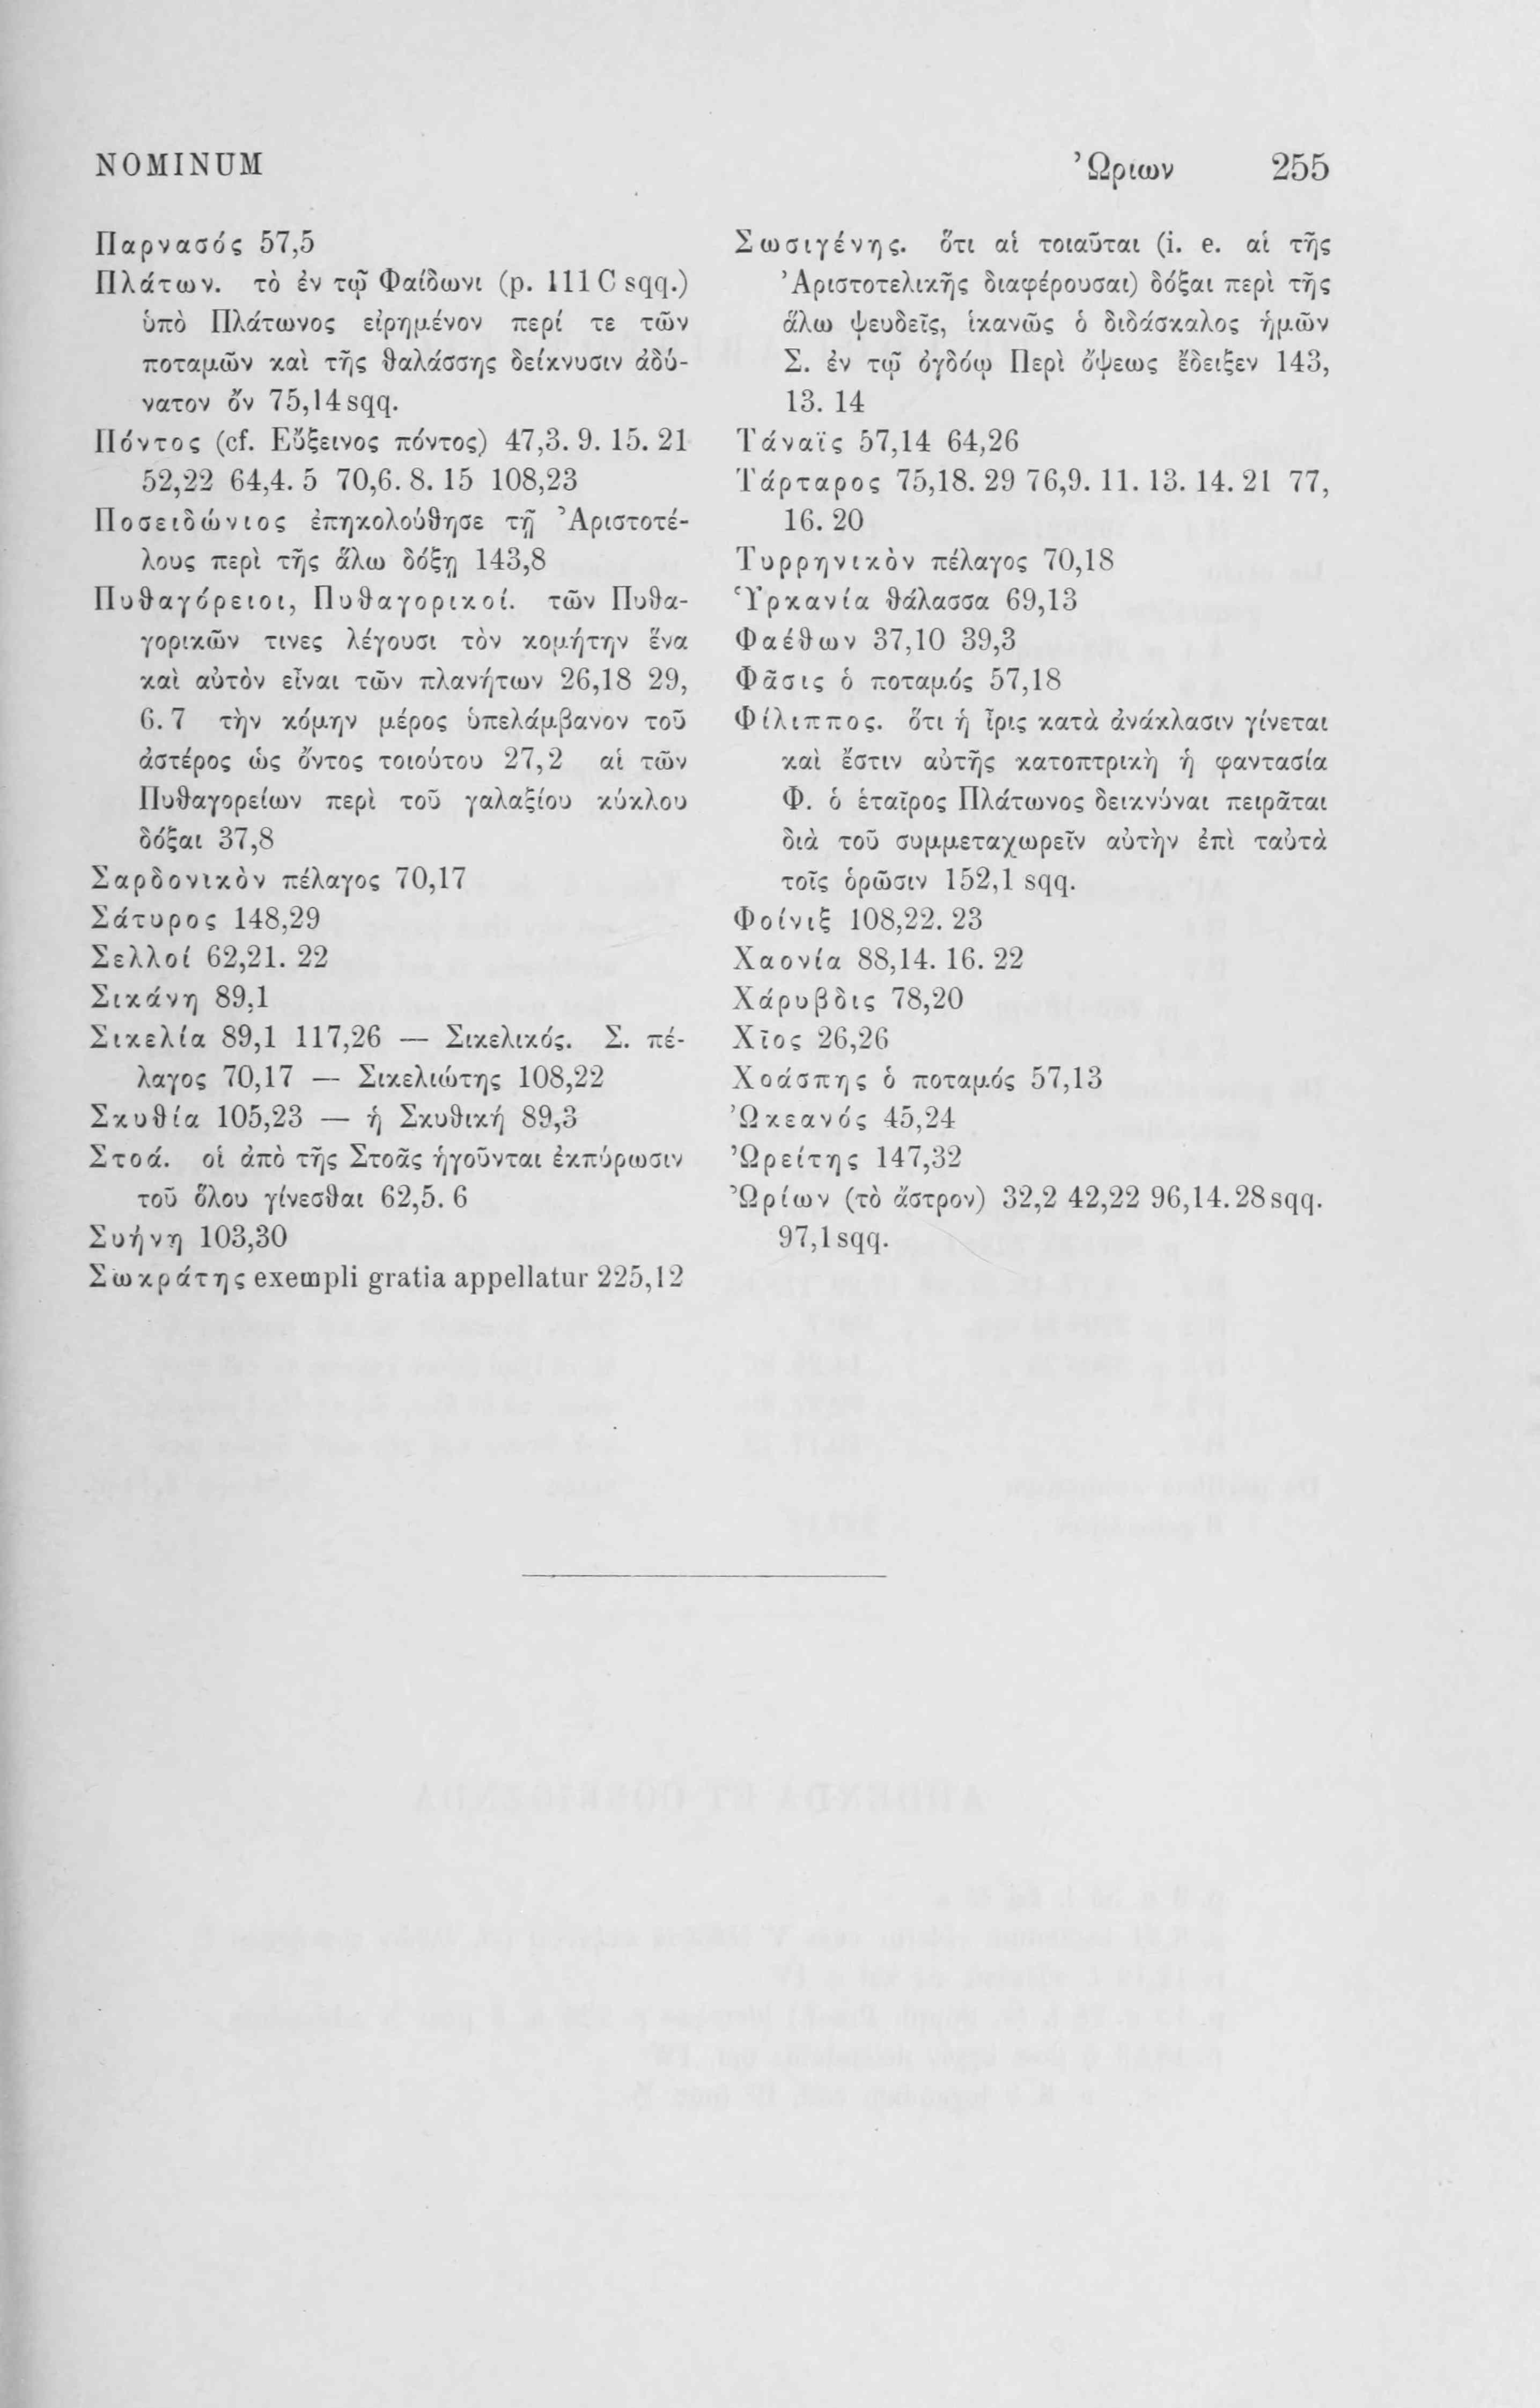 NOMINUM Ὠριων 255
Παρνασός 57,5
Πλάτων. τὸ ἐν τῷ Φαίδωνι (p. 111 C sqq.)
ὑπὸ Πλάτωνος εἰρημένον περί τε τῶν
ποταμῶν καὶ τῆς θαλάσσης δείκνυσιν ἀδύ-
νατον ὄν 75,14 sqq.
Πόντος (cf. Εὔξεινος πόντος) 47,3. 9. 15. 21
52,22 64,4. 5 70,6. 8. 15 108,23
Ποσειδώνιος ἐπηκολούθησε τῇ Ἀριστοτέ-
λους περὶ τῆς ἅλω δόξῃ 143,8
Πυθαγόρειοι, Πυθαγορικοί. τῶν Πυθα-
γορικῶν τινες λέγουσι τὸν κομήτην ἕνα
καὶ αὐτὸν εἶναι τῶν πλανήτων 26,18 29,
6. 7 τὴν κόμην μέρος ὑπελάμβανον τοῦ
ἀστέρος ὡς ὄντος τοιούτου 27,2 αἱ τῶν
Πυθαγορείων περὶ τοῦ γαλαξίου κύκλου
δόξαι 37,8
Σαρδονικὸν πέλαγος 70,17
Σάτυρος 148,29
Σελλοί 62,21. 22
Σικάνη 89,1
Σικελία 89,1 117,26 — Σικελικός. Σ. πέ-
λαγος 70,17 — Σικελιώτης 108,22
Σκυθία 105,23 — ἡ Σκυθική 89,3
Στοά. οἱ ἀπὸ τῆς Στοᾶς ἡγοῦνται ἐκπύρωσιν
τοῦ ὅλου γίνεσθαι 62,5. 6
Συήνη 103,30
Σωκράτης exempli gratia appellatur 225,12
Σωσιγένης. ὅτι αἱ τοιαῦται (i. e. αἱ τῆς
Ἀριστοτελικῆς διαφέρουσαι) δόξαι περὶ τῆς
ἅλω ψευδεῖς, ἱκανῶς ὁ διδάσκαλος ἡμῶν
Σ. ἐν τῷ ὀγδόῳ Περὶ ὄψεως ἔδειξεν 143,
13. 14
Τάναϊς 57,14 64,26
Τάρταρος 75,18. 29 76,9. 11. 13. 14. 21 77,
16. 20
Τυρρηνικὸν πέλαγος 70,18
Ὑρκανία θάλασσα 69,13
Φαέθων 37,10 39,3
Φᾶσις ὁ ποταμός 57,18
Φίλιππος. ὅτι ἡ ἶρις κατὰ ἀνάκλασιν γίνεται
καὶ ἔστιν αὐτῆς κατοπτρικὴ ἡ φαντασία
Φ. ὁ ἑταῖρος Πλάτωνος δεικνύναι πειρᾶται
διὰ τοῦ συμμεταχωρεῖν αὐτὴν ἐπὶ ταὐτὰ
τοῖς ὁρῶσιν 152,1 sqq.
Φοίνιξ 108,22. 23
Χαονία 88,14. 16. 22
Χάρυβδις 78,20
Χῖος 26,26
Χοάσπης ὁ ποταμός 57,13
Ὠκεανός 45,24
Ὠρείτης 147,32
Ὠρίων (τὸ ἄστρον) 32,2 42,22 96,14. 28 sqq.
97,1 sqq.